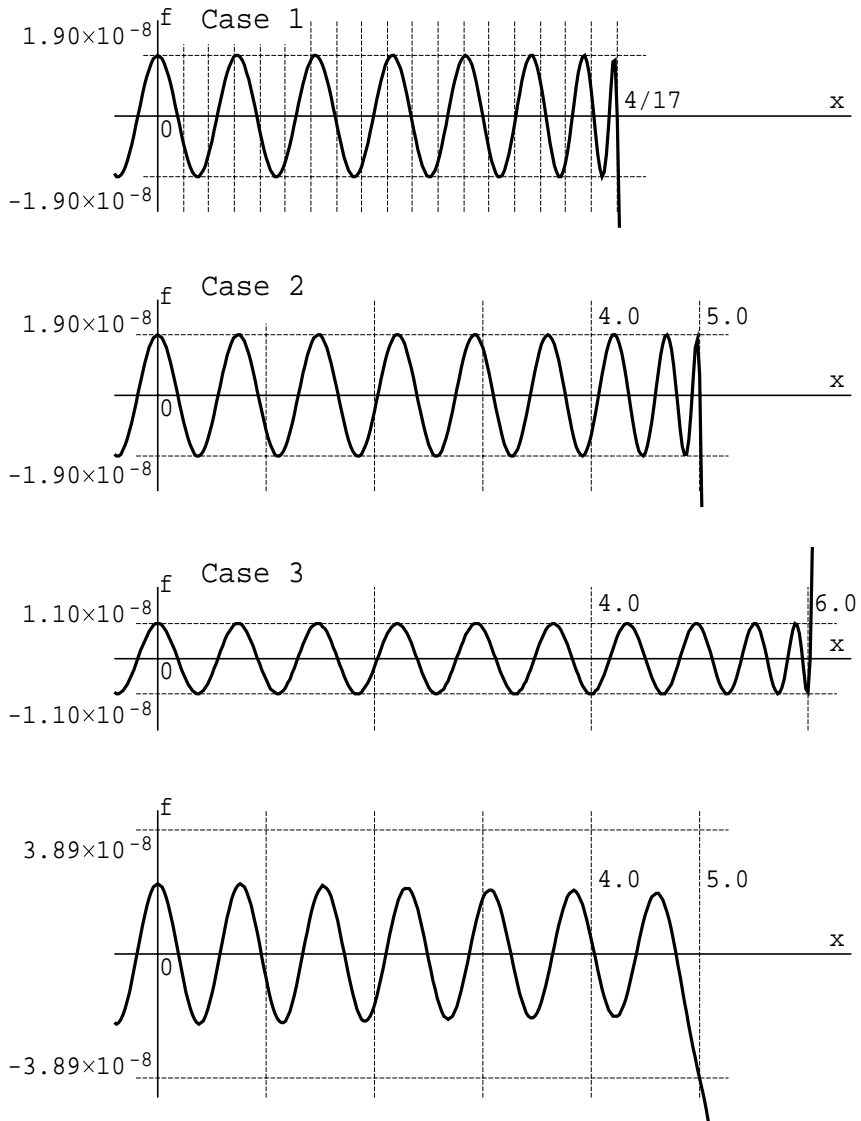 f Case 1
1.90×10⁻⁸
4/17 x
0
-1.90×10⁻⁸
f Case 2
1.90×10⁻⁸ 4.0 5.0
x
0
-1.90×10⁻⁸
f Case 3
1.10×10⁻⁸ 4.0 6.0
x
0
-1.10×10⁻⁸
f
3.89×10⁻⁸
4.0 5.0
x
0
-3.89×10⁻⁸